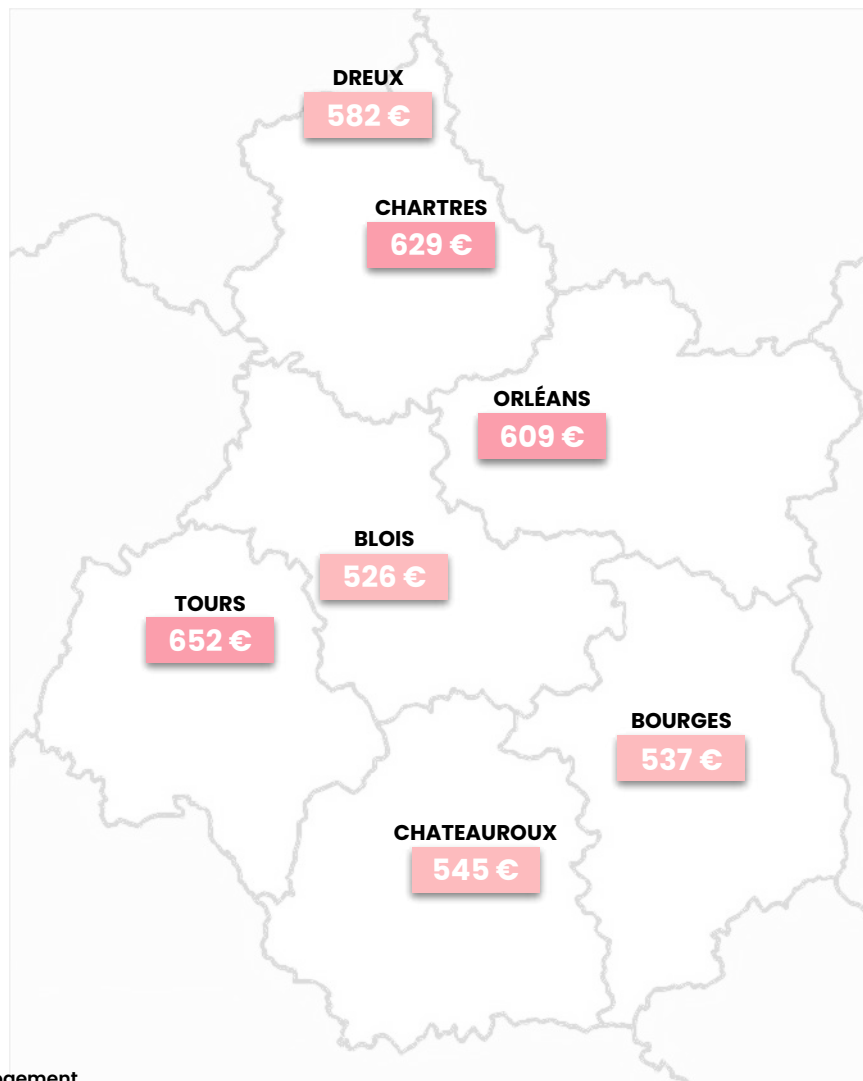 DREUX
582 €
CHARTRES
629 €
ORLÉANS
609 €
BLOIS
526 €
TOURS
652 €
BOURGES
537 €
CHATEAUROUX
545 €